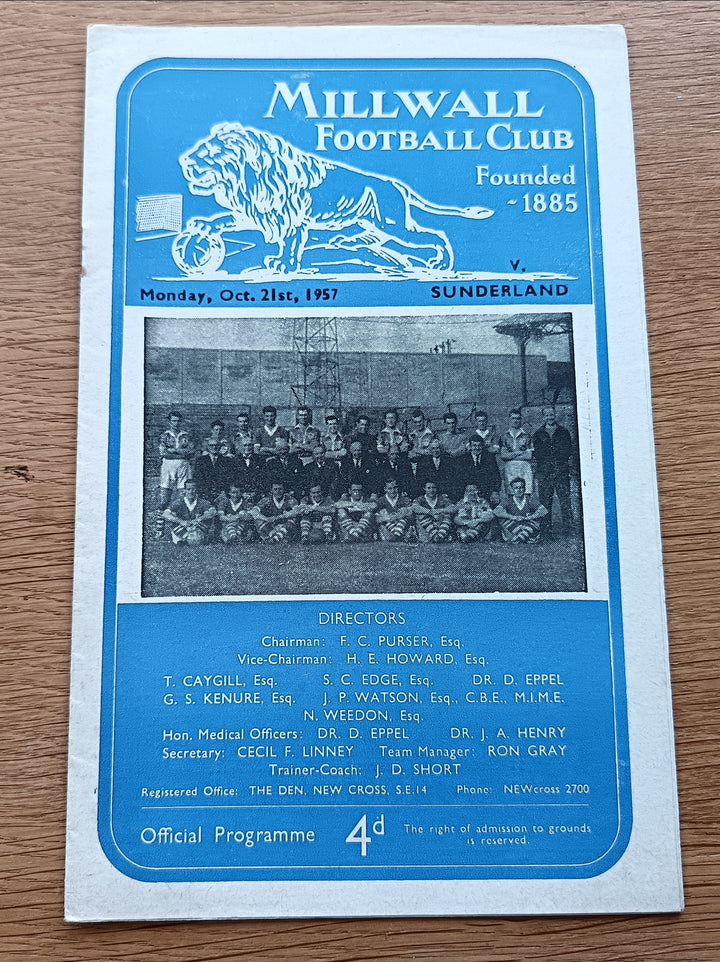 MILLWALL
FOOTBALL CLUB
Founded
~ 1885
v.
Monday, Oct. 21st, 1957 SUNDERLAND
DIRECTORS
Chairman: F. C. PURSER, Esq.
Vice-Chairman: H. E. HOWARD, Esq.
T. CAYGILL, Esq. S. C. EDGE, Esq. DR. D. EPPEL
G. S. KENURE, Esq. J. P. WATSON, Esq., C.B.E., M.I.M.E.
N. WEEDON, Esq.
Hon. Medical Officers: DR. D. EPPEL DR. J. A. HENRY
Secretary: CECIL F. LINNEY Team Manager: RON GRAY
Trainer-Coach: J. D. SHORT
Registered Office: THE DEN, NEW CROSS, S.E.14 Phone: NEWcross 2700
Official Programme 4d The right of admission to grounds
is reserved.